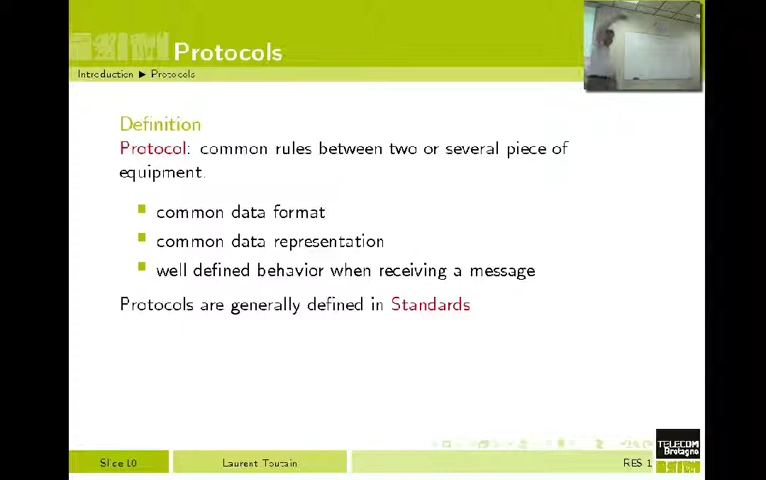 Protocols
Introduction ▶ Protocols
Definition
Protocol: common rules between two or several piece of
equipment.
common data format
common data representation
well defined behavior when receiving a message
Protocols are generally defined in Standards
TELECOM
Bretagne
Slide 10
Laurent Toutain
RES 1